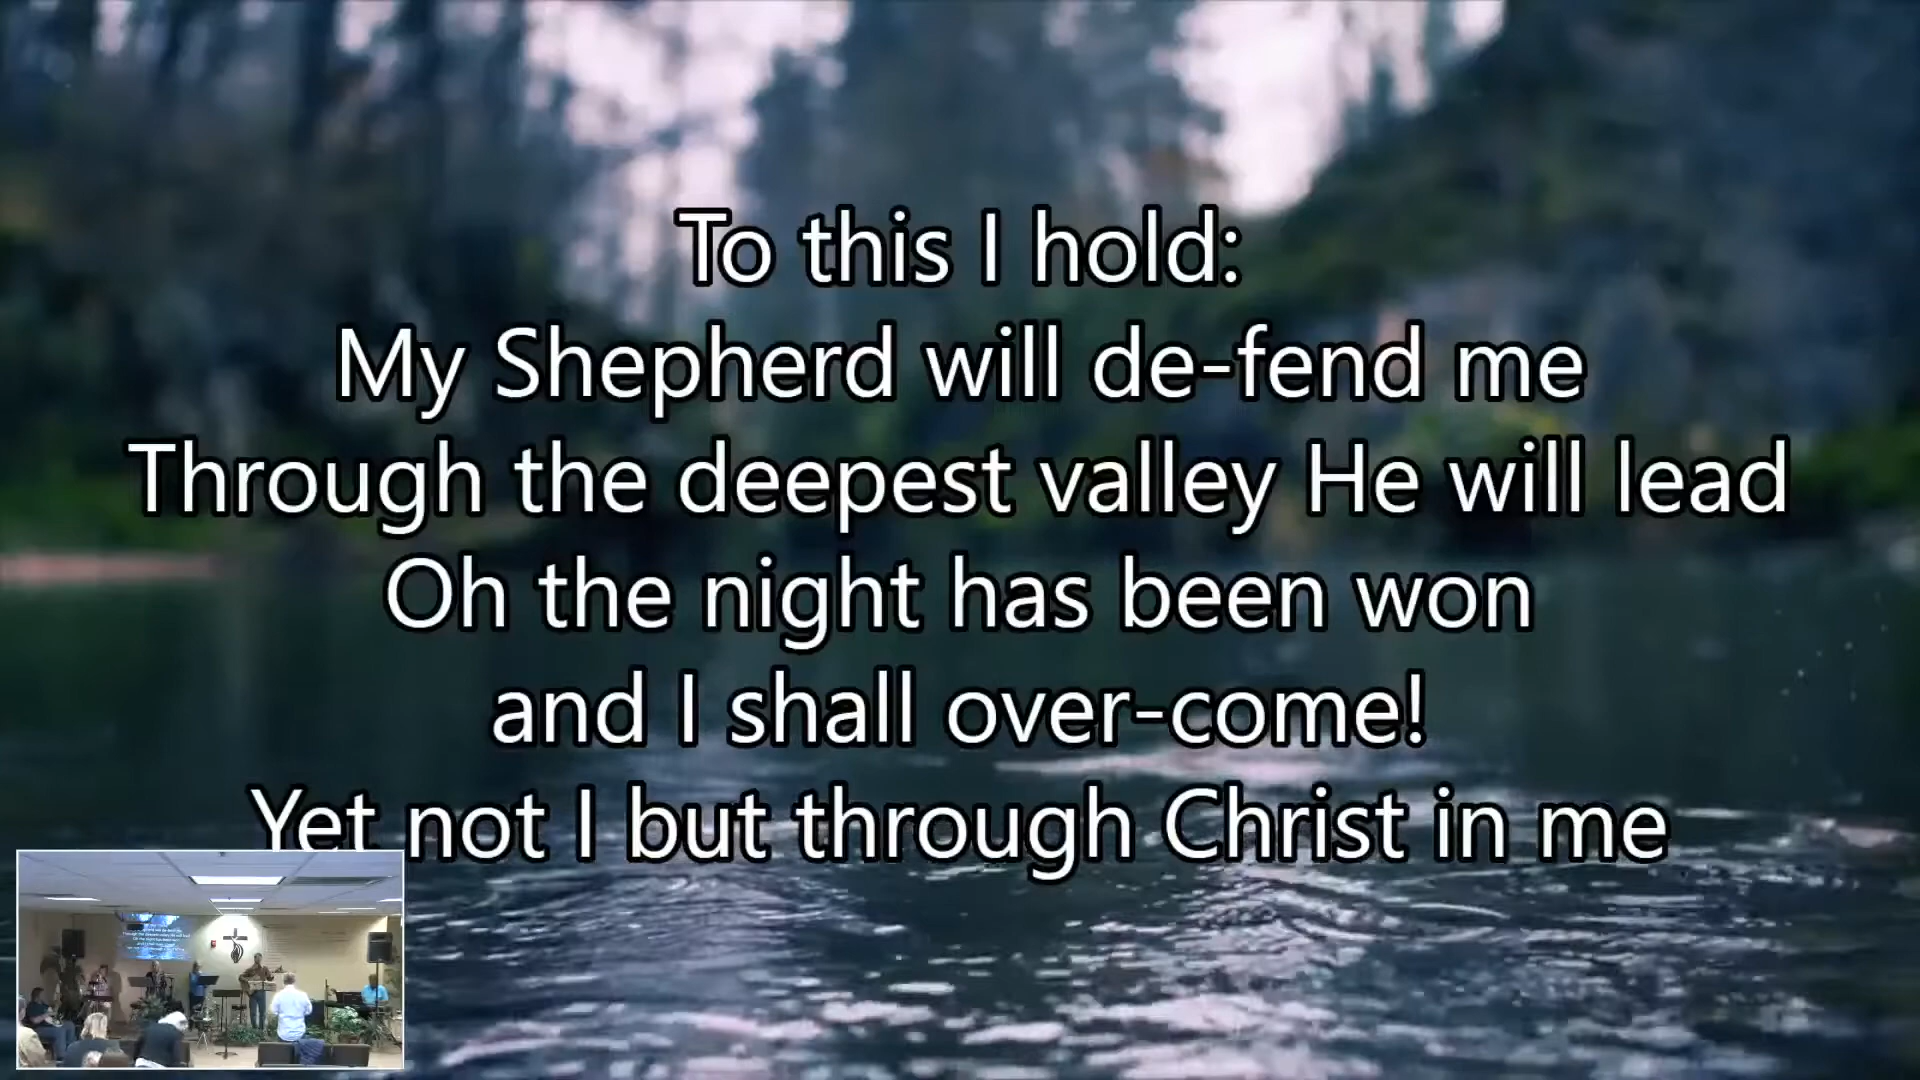 To this I hold:
My Shepherd will de-fend me
Through the deepest valley He will lead
Oh the night has been won
and I shall over-come!
Yet not I but through Christ in me